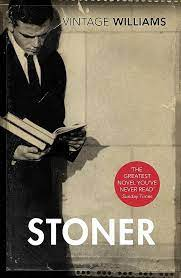 VINTAGE WILLIAMS
'THE
GREATEST
NOVEL YOU'VE
NEVER READ'
Sunday Times
STONER